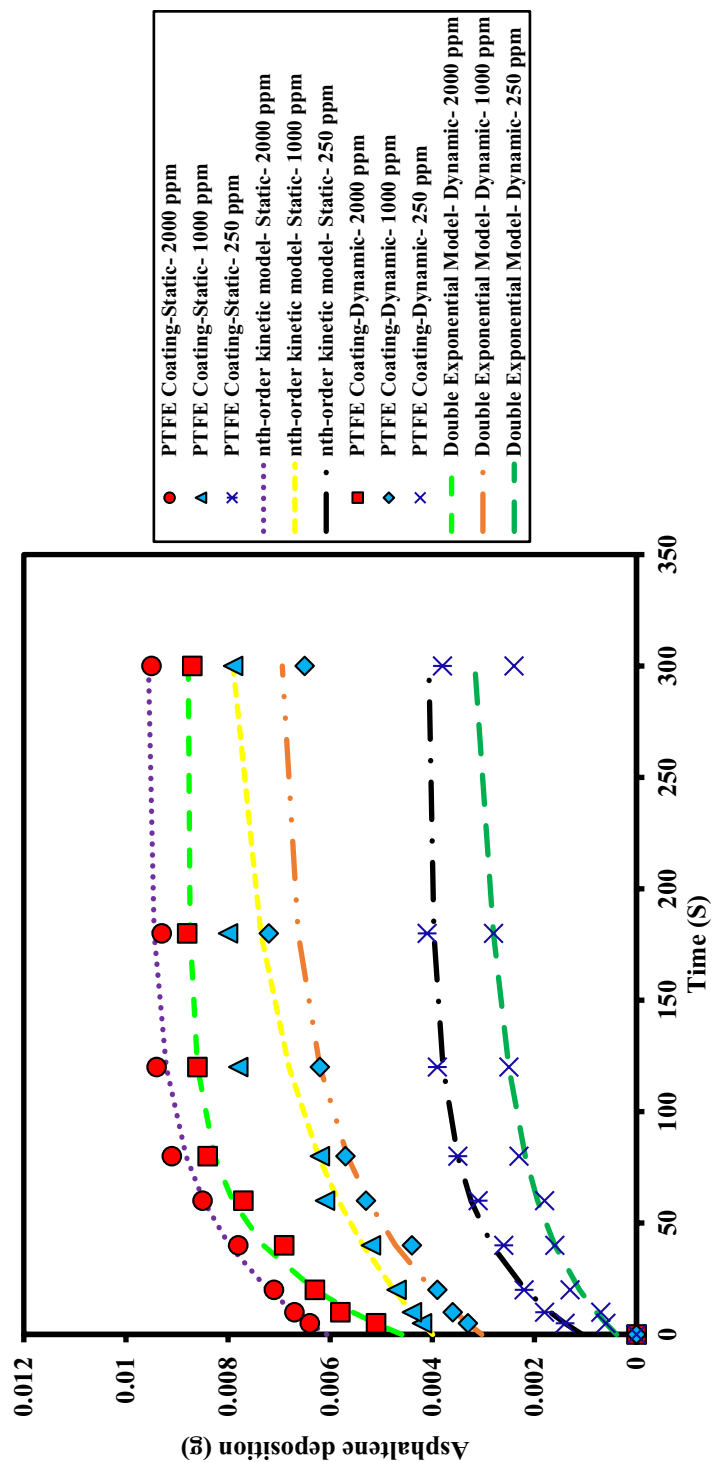 0.012
0.01
0.008
0.006
0.004
0.002
0
Asphaltene deposition (g)
0
50
100
150
200
250
300
350
Time (S)
PTFE Coating-Static- 2000 ppm
PTFE Coating-Static- 1000 ppm
PTFE Coating-Static- 250 ppm
nth-order kinetic model- Static- 2000 ppm
nth-order kinetic model- Static- 1000 ppm
nth-order kinetic model- Static- 250 ppm
PTFE Coating-Dynamic- 2000 ppm
PTFE Coating-Dynamic- 1000 ppm
PTFE Coating-Dynamic- 250 ppm
Double Exponential Model- Dynamic- 2000 ppm
Double Exponential Model- Dynamic- 1000 ppm
Double Exponential Model- Dynamic- 250 ppm